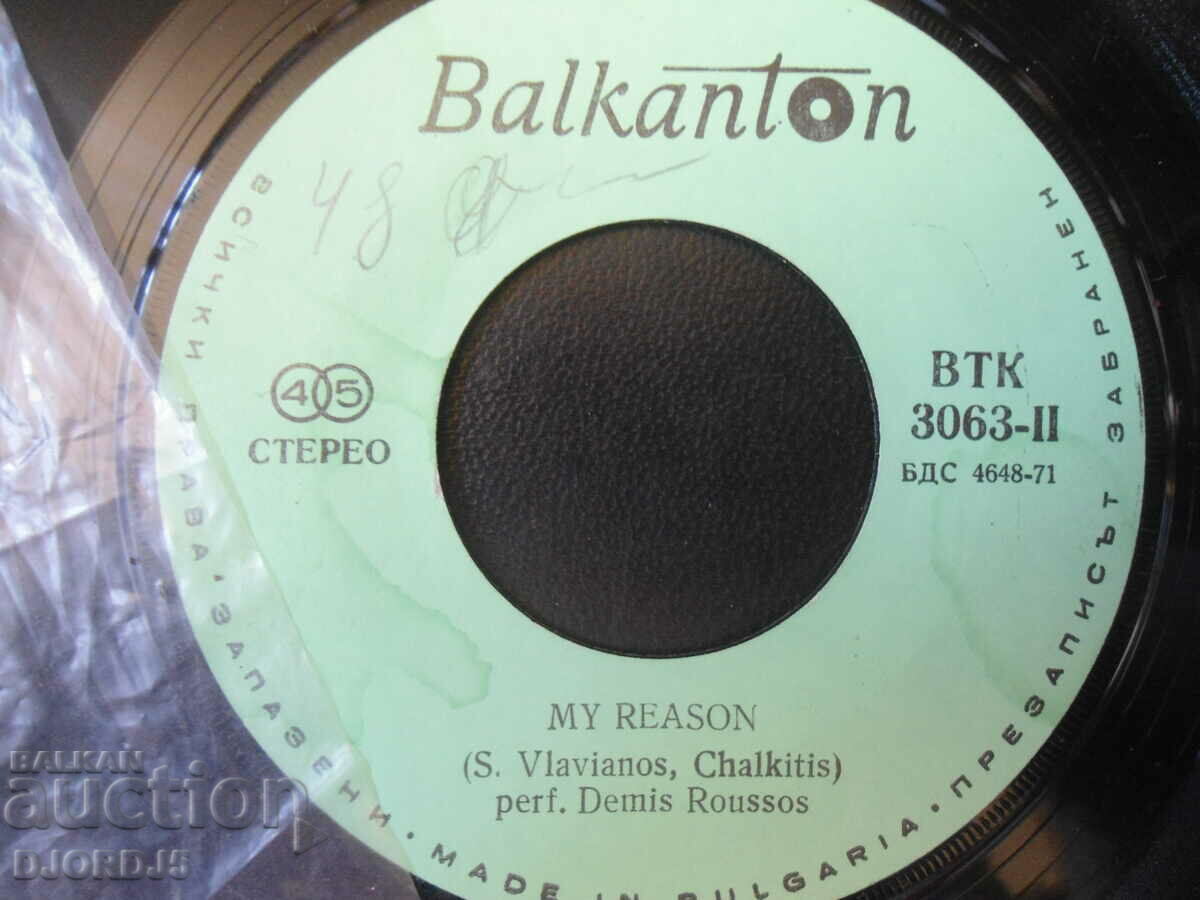 Balkanton
48
45
СТЕРЕО
ВТК
3063-II
БДС 4648-71
MY REASON
(S. Vlavianos, Chalkitis)
perf. Demis Roussos
ВСИЧКИ ПРАВА ЗАПАЗЕНИ · MADE IN BULGARIA · ПРЕЗАПИСЪТ ЗАБРАНЕН
BALKAN
auction
DJORDJ5